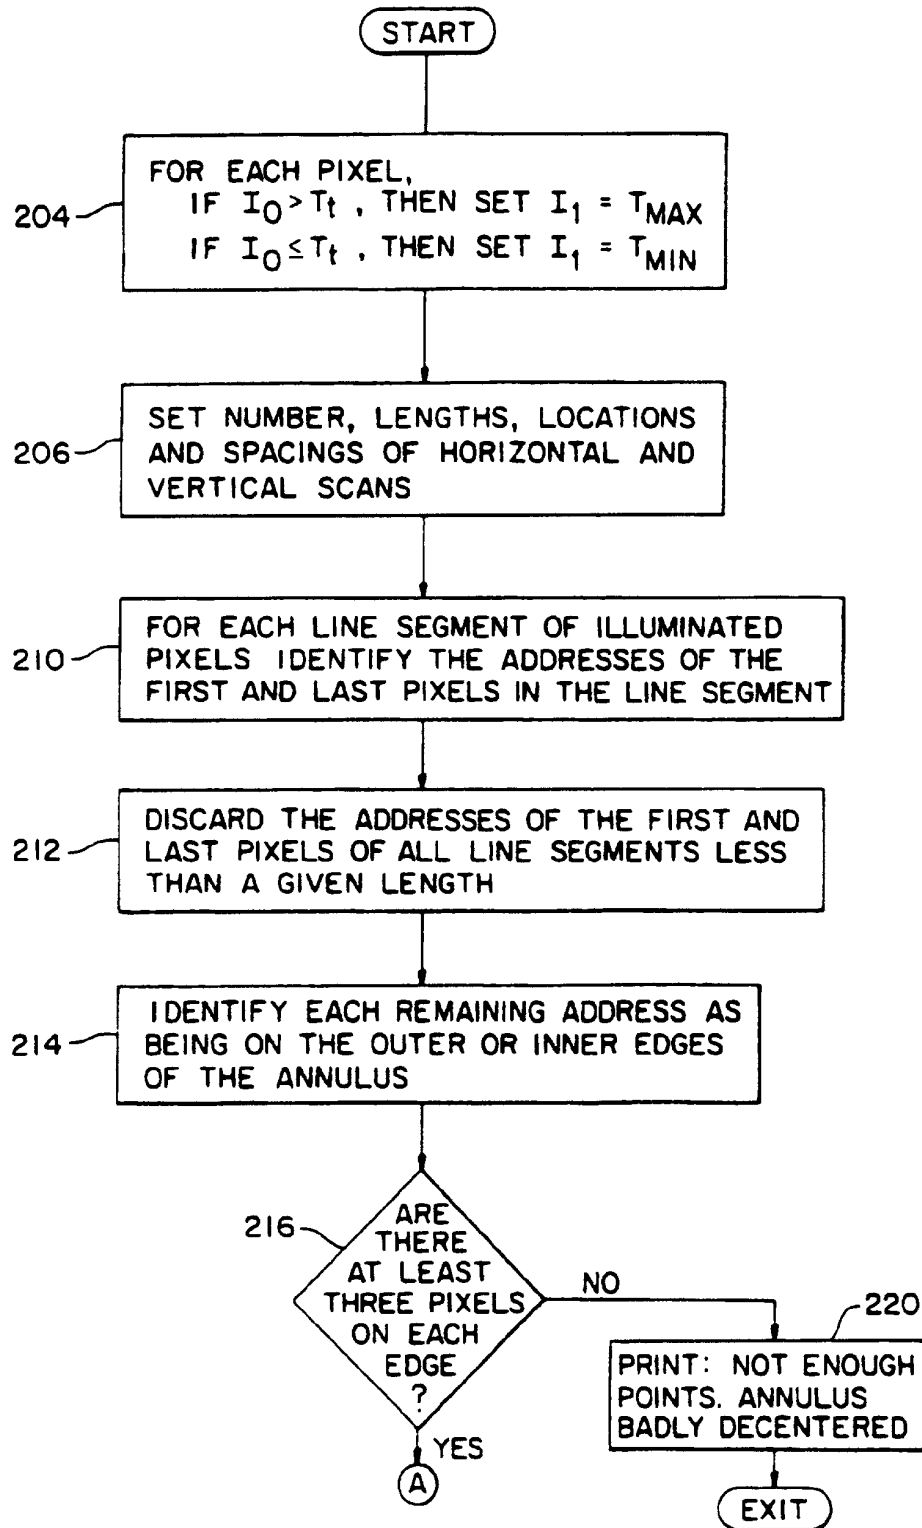 START
204
FOR EACH PIXEL,
IF I₀ > Tₜ , THEN SET I₁ = T_MAX
IF I₀ ≤ Tₜ , THEN SET I₁ = T_MIN
206
SET NUMBER, LENGTHS, LOCATIONS
AND SPACINGS OF HORIZONTAL AND
VERTICAL SCANS
210
FOR EACH LINE SEGMENT OF ILLUMINATED
PIXELS IDENTIFY THE ADDRESSES OF THE
FIRST AND LAST PIXELS IN THE LINE SEGMENT
212
DISCARD THE ADDRESSES OF THE FIRST AND
LAST PIXELS OF ALL LINE SEGMENTS LESS
THAN A GIVEN LENGTH
214
IDENTIFY EACH REMAINING ADDRESS AS
BEING ON THE OUTER OR INNER EDGES
OF THE ANNULUS
216
ARE
THERE
AT LEAST
THREE PIXELS
ON EACH
EDGE
?
NO
220
PRINT: NOT ENOUGH
POINTS. ANNULUS
BADLY DECENTERED
YES
A
EXIT